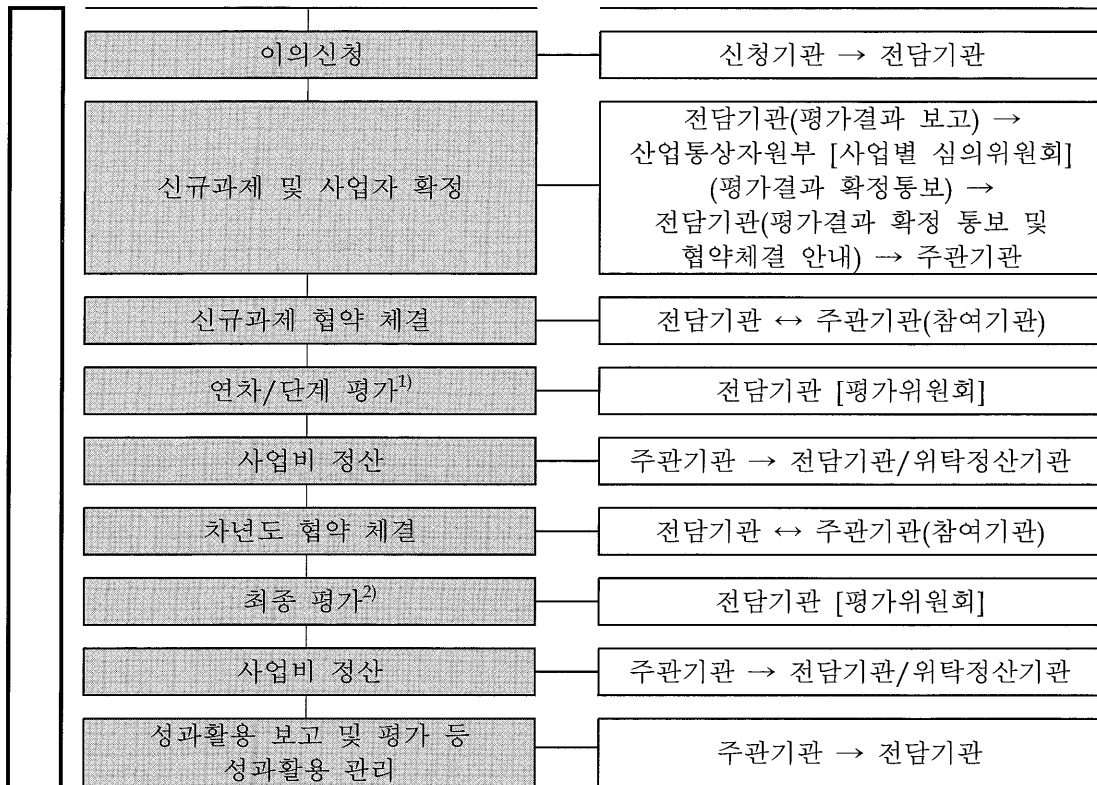 이의신청
신청기관 → 전담기관
신규과제 및 사업자 확정
전담기관(평가결과 보고) →
산업통상자원부 [사업별 심의위원회]
(평가결과 확정통보) →
전담기관(평가결과 확정 통보 및
협약체결 안내) → 주관기관
신규과제 협약 체결
전담기관 ↔ 주관기관(참여기관)
연차/단계 평가1)
전담기관 [평가위원회]
사업비 정산
주관기관 → 전담기관/위탁정산기관
차년도 협약 체결
전담기관 ↔ 주관기관(참여기관)
최종 평가2)
전담기관 [평가위원회]
사업비 정산
주관기관 → 전담기관/위탁정산기관
성과활용 보고 및 평가 등
성과활용 관리
주관기관 → 전담기관